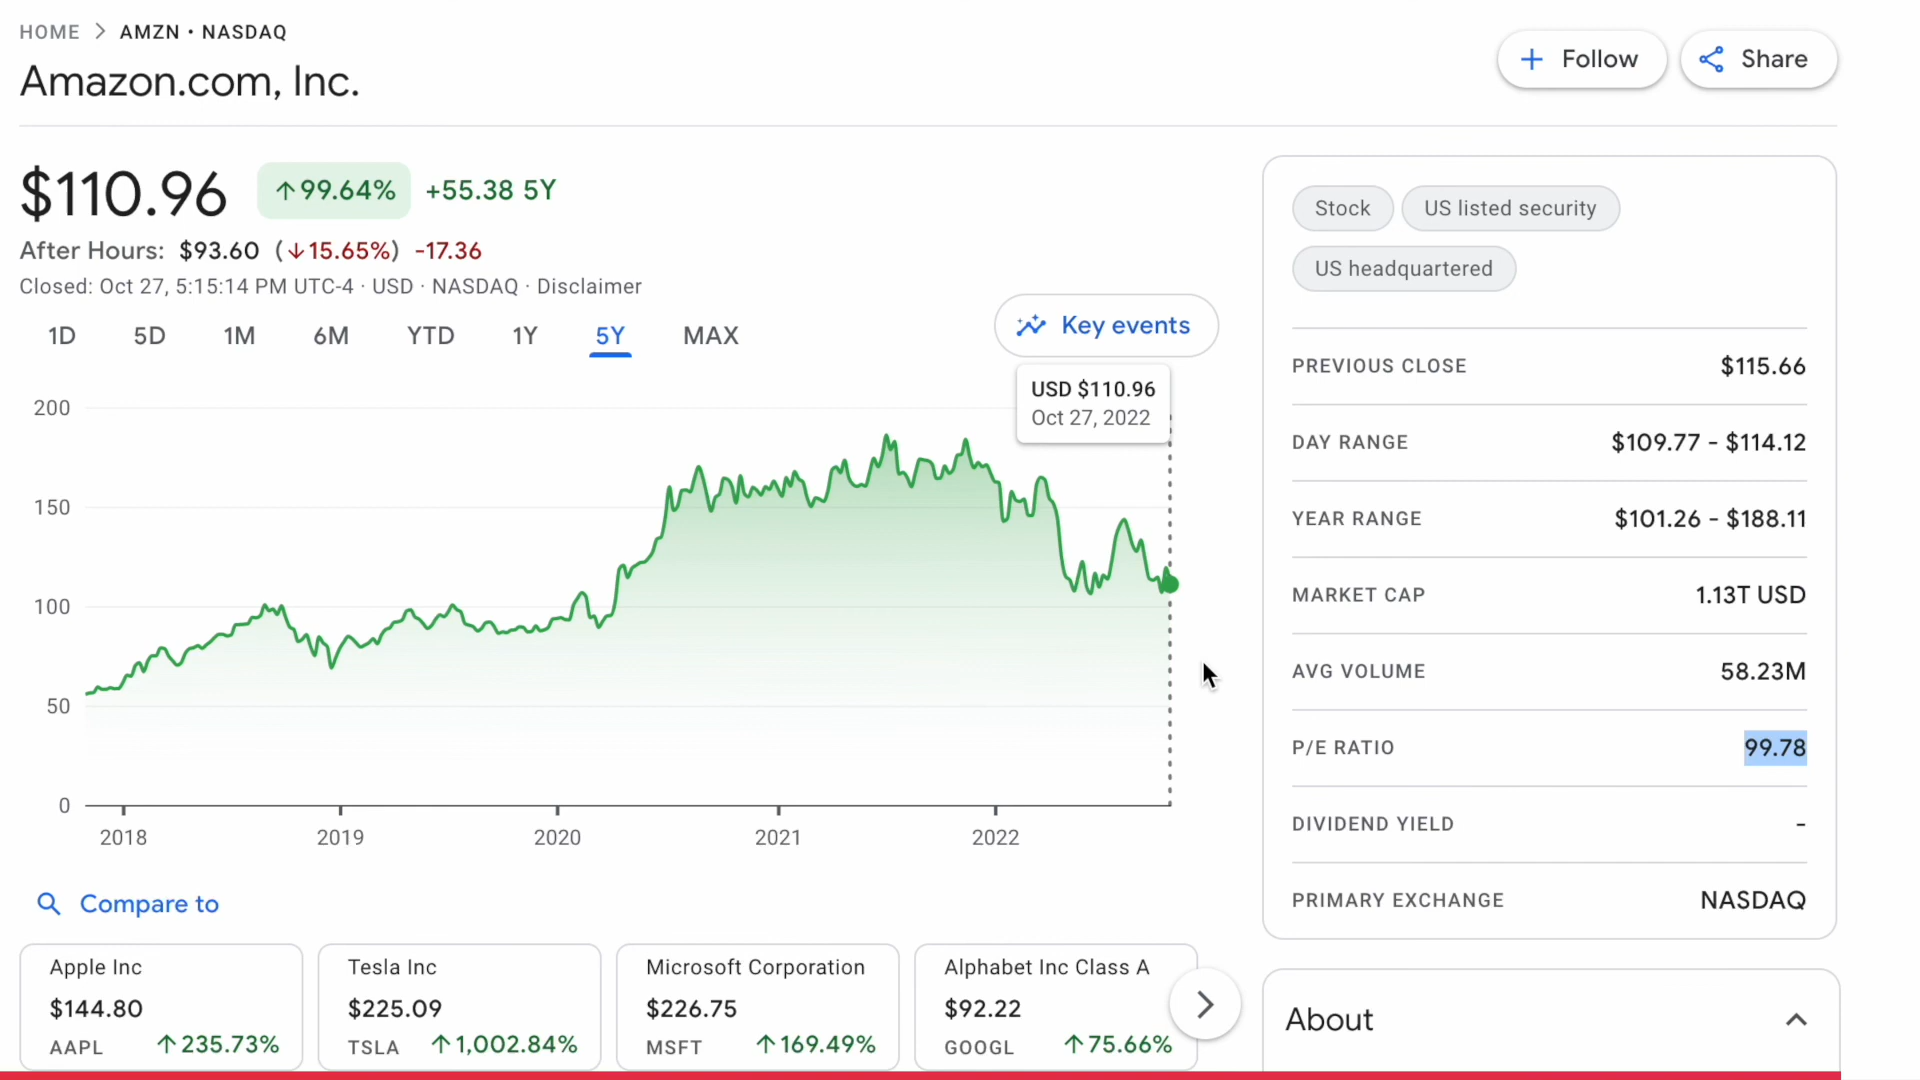 HOME > AMZN • NASDAQ
Amazon.com, Inc.
Follow
Share
$110.96 ↑99.64% +55.38 5Y
After Hours: $93.60 (↓15.65%) -17.36
Closed: Oct 27, 5:15:14 PM UTC-4 · USD · NASDAQ · Disclaimer
1D 5D 1M 6M YTD 1Y 5Y MAX
Key events
USD $110.96
Oct 27, 2022
200
150
100
50
0
2018 2019 2020 2021 2022
Compare to
Apple Inc
$144.80
AAPL ↑235.73%
Tesla Inc
$225.09
TSLA ↑1,002.84%
Microsoft Corporation
$226.75
MSFT ↑169.49%
Alphabet Inc Class A
$92.22
GOOGL ↑75.66%
Stock
US listed security
US headquartered
PREVIOUS CLOSE $115.66
DAY RANGE $109.77 - $114.12
YEAR RANGE $101.26 - $188.11
MARKET CAP 1.13T USD
AVG VOLUME 58.23M
P/E RATIO 99.78
DIVIDEND YIELD -
PRIMARY EXCHANGE NASDAQ
About